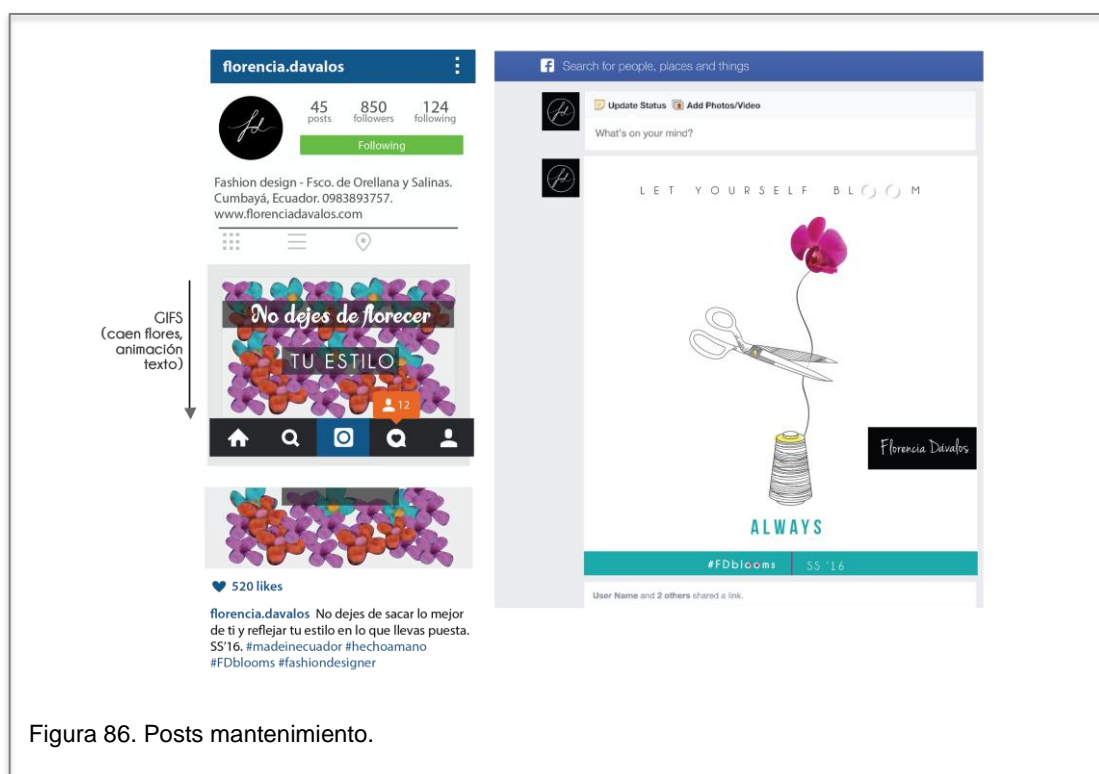 florencia.davalos
45 850 124
posts followers following
Following
Fashion design - Fsco. de Orellana y Salinas.
Cumbayá, Ecuador. 0983893757.
www.florenciadavalos.com
GIFS
(caen flores,
animación
texto)
No dejes de florecer
TU ESTILO
12
520 likes
florencia.davalos No dejes de sacar lo mejor
de ti y reflejar tu estilo en lo que llevas puesta.
SS'16. #madeinecuador #hechoamano
#FDblooms #fashiondesigner
f Search for people, places and things
fd
Update Status Add Photos/Video
What's on your mind?
fd
LET YOURSELF BLOOM
Florencia Dávalos
ALWAYS
#FDblooms SS '16
User Name and 2 others shared a link.
Figura 86. Posts mantenimiento.